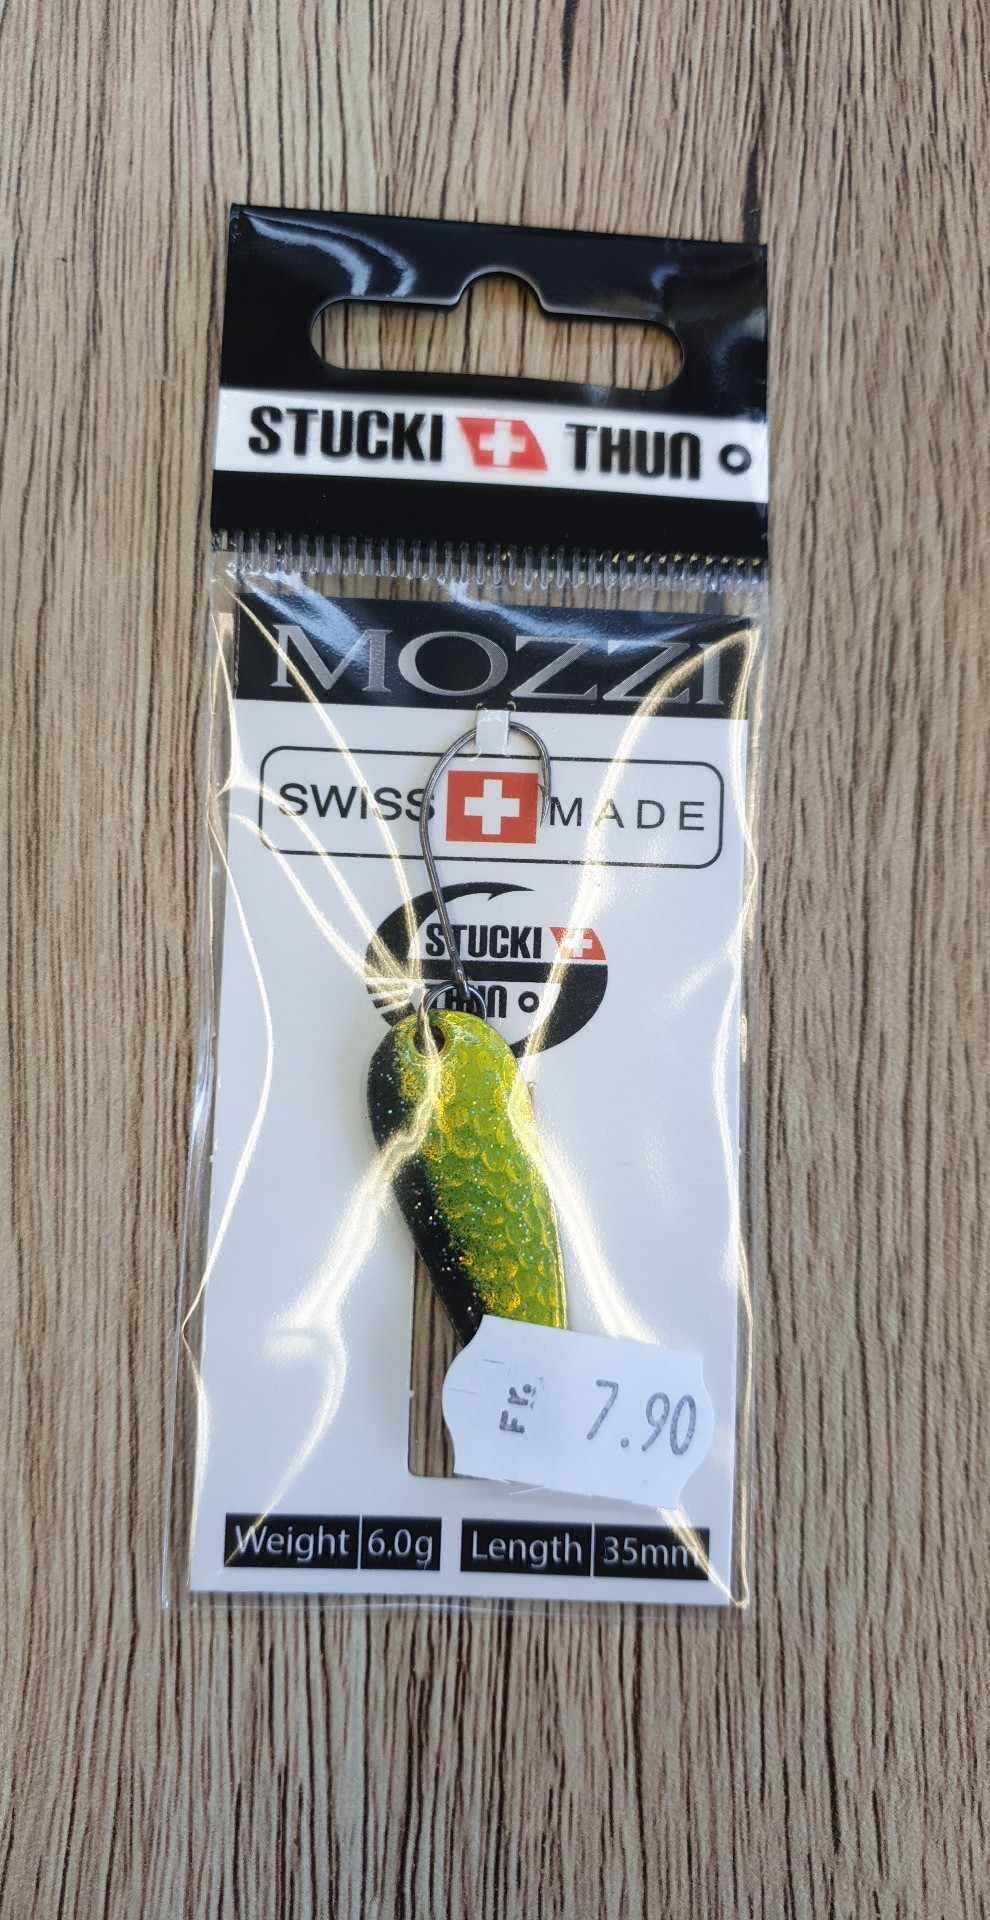 STUCKI THUN
MOZZI
SWISS MADE
STUCKI
THUN
Fr. 7.90
Weight 6.0g Length 35mm